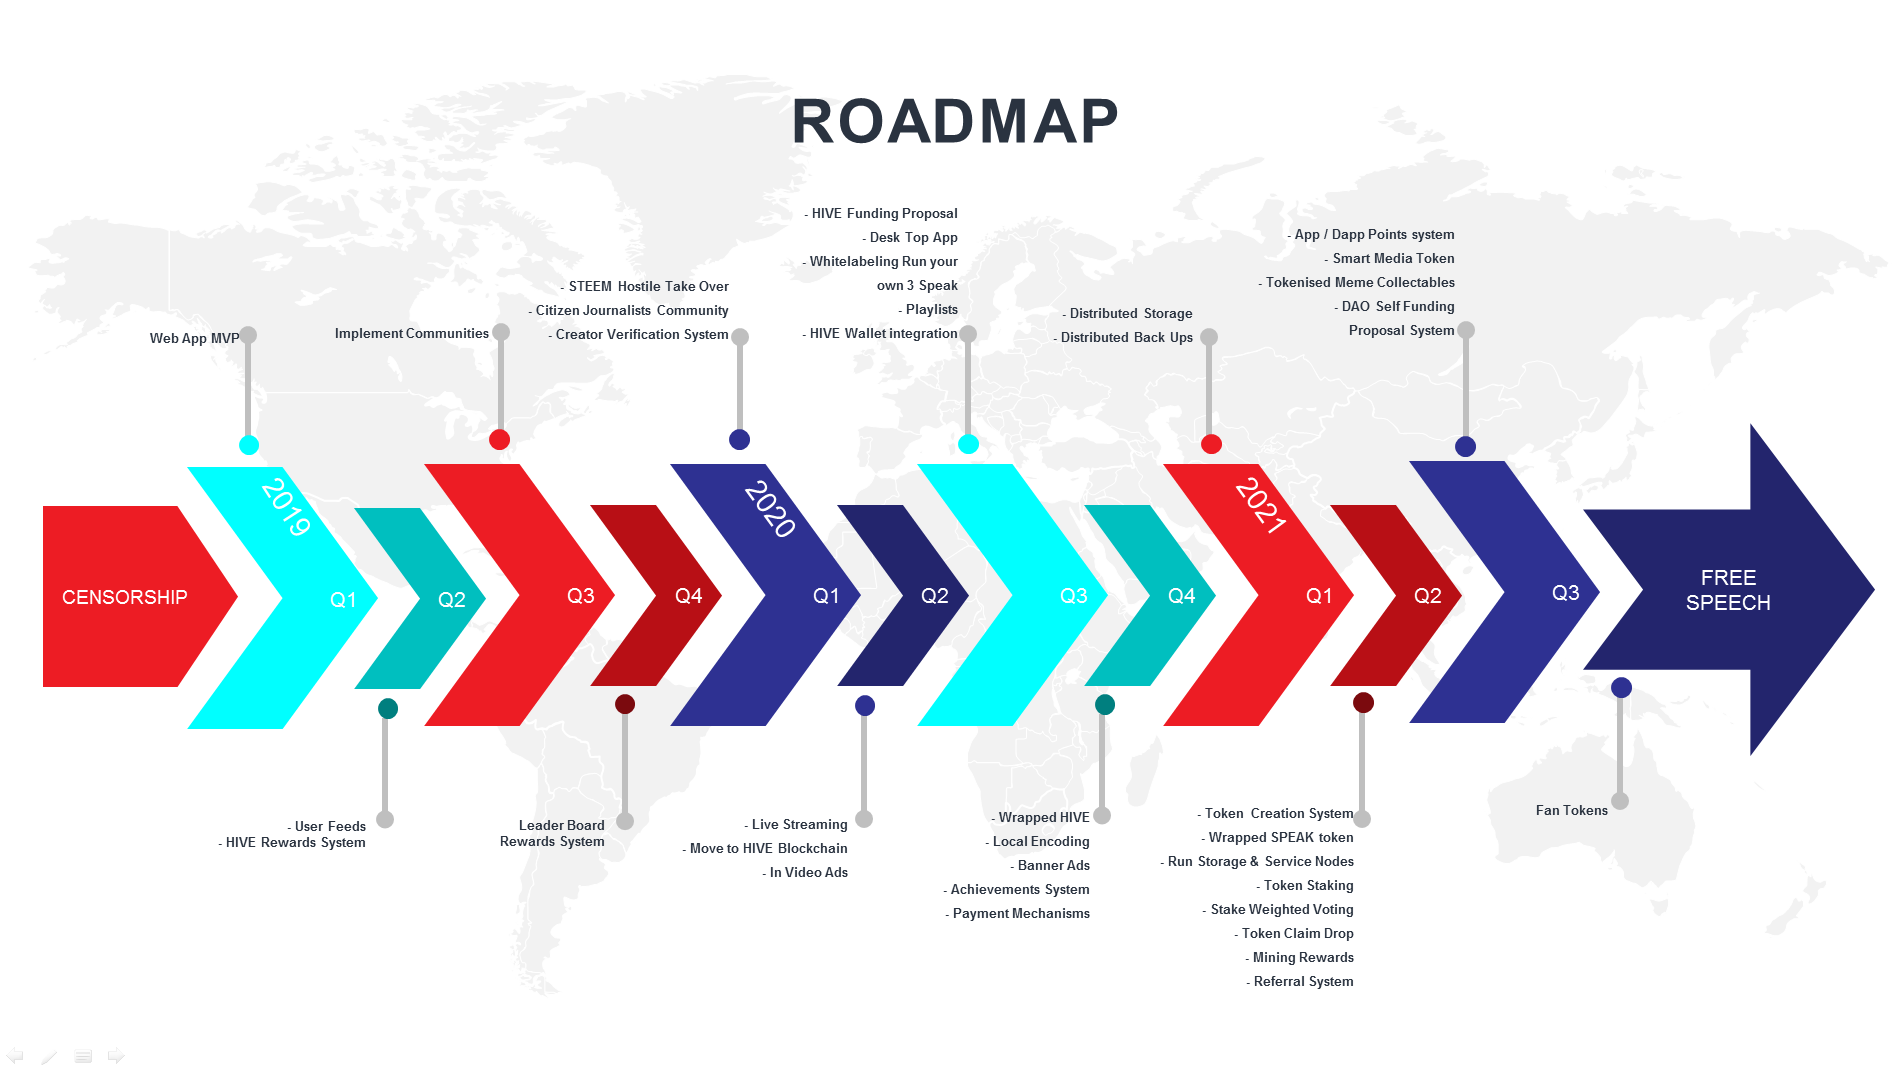 ROADMAP
Web App MVP
Implement Communities
- STEEM Hostile Take Over
- Citizen Journalists Community
- Creator Verification System
- HIVE Funding Proposal
- Desk Top App
- Whitelabeling Run your
own 3 Speak
- Playlists
- HIVE Wallet integration
- Distributed Storage
- Distributed Back Ups
- App / Dapp Points system
- Smart Media Token
- Tokenised Meme Collectables
- DAO Self Funding
Proposal System
CENSORSHIP
2019
Q1
Q2
Q3
Q4
2020
Q1
Q2
Q3
Q4
2021
Q1
Q2
Q3
FREE
SPEECH
- User Feeds
- HIVE Rewards System
Leader Board
Rewards System
- Live Streaming
- Move to HIVE Blockchain
- In Video Ads
- Wrapped HIVE
- Local Encoding
- Banner Ads
- Achievements System
- Payment Mechanisms
- Token Creation System
- Wrapped SPEAK token
- Run Storage & Service Nodes
- Token Staking
- Stake Weighted Voting
- Token Claim Drop
- Mining Rewards
- Referral System
Fan Tokens